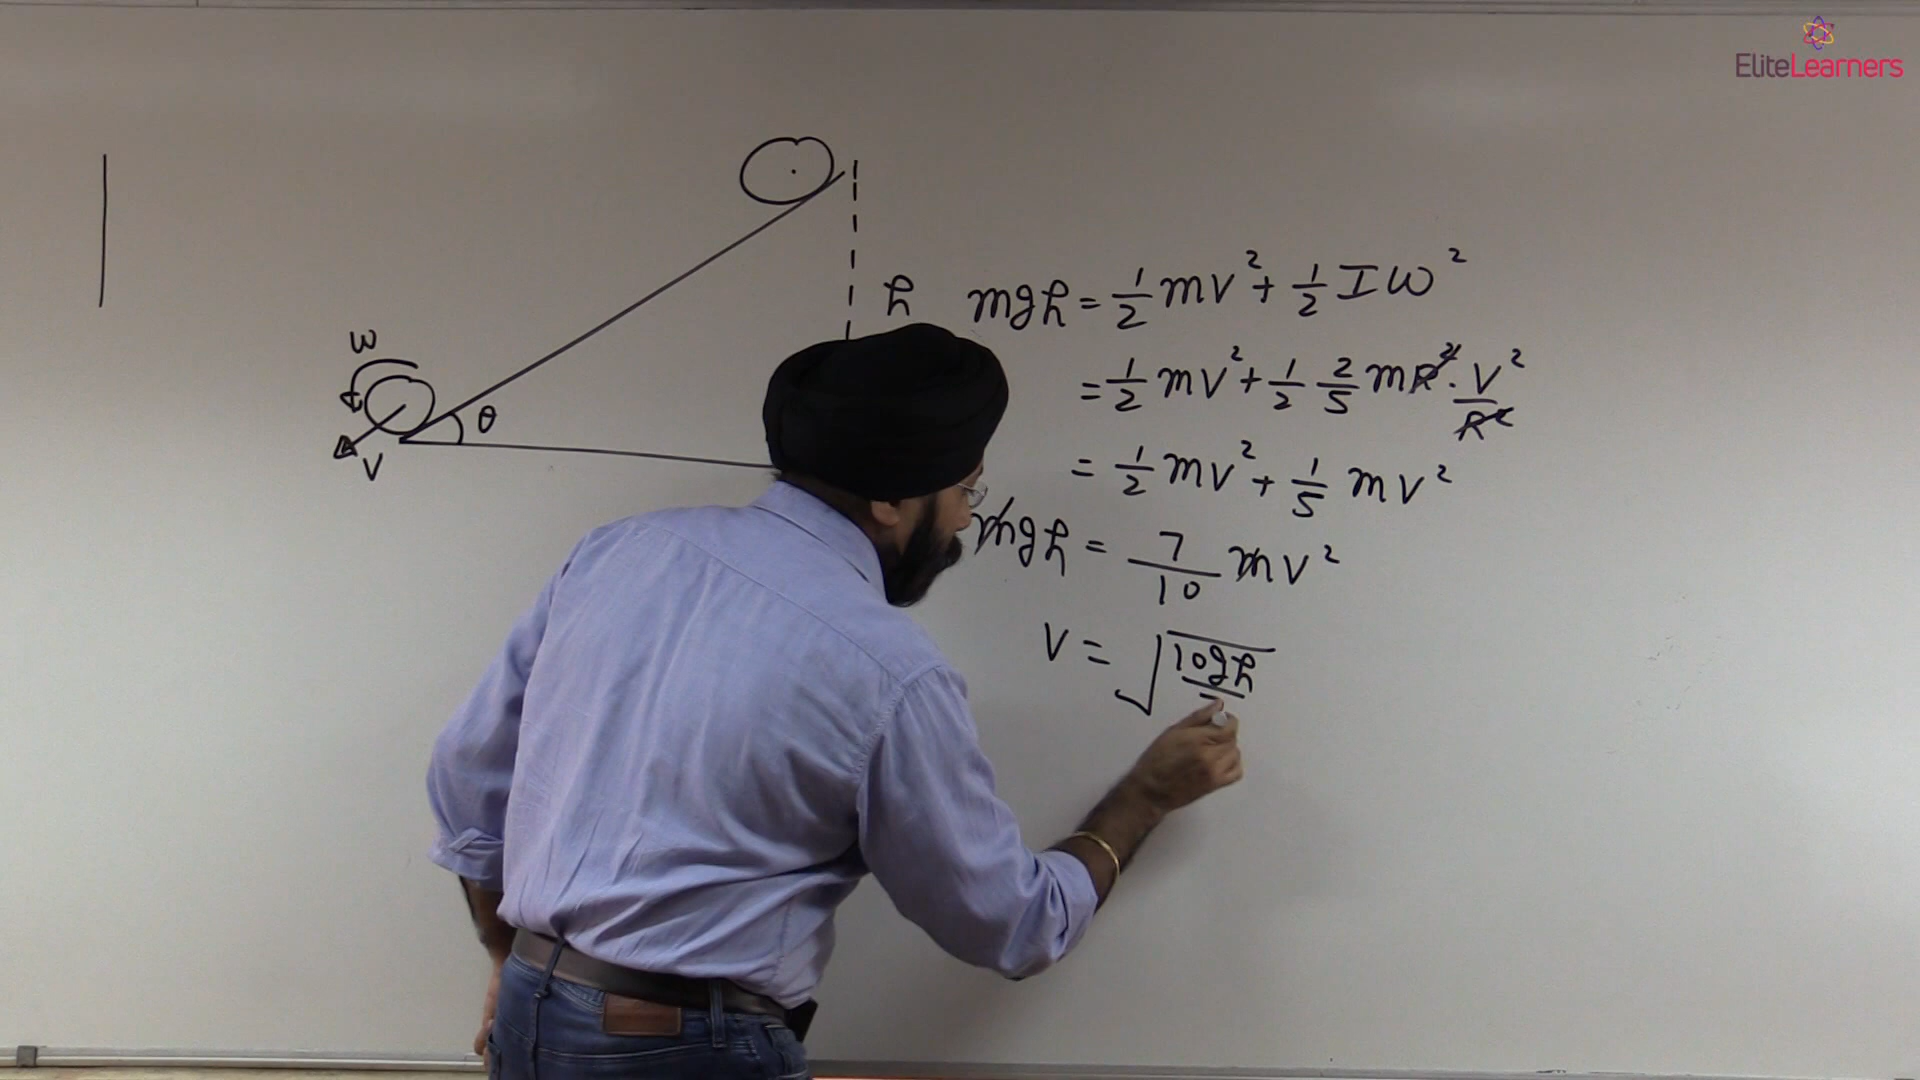 EliteLearners
h
mgh = 1/2 mv² + 1/2 Iω²
ω
= 1/2 mv² + 1/2 2/5 mR² · v²/R²
θ
v
= 1/2 mv² + 1/5 mv²
mgh = 7/10 mv²
v = √10gh